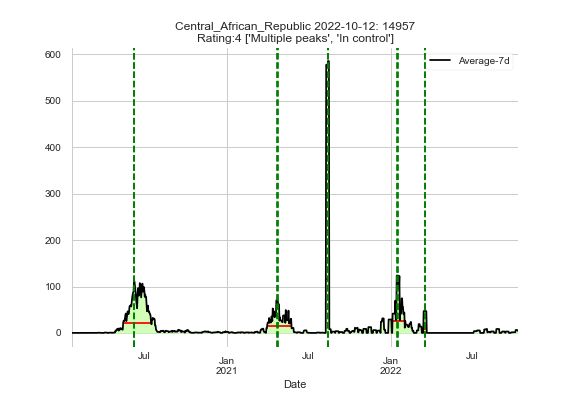 Central_African_Republic 2022-10-12: 14957
Rating:4 ['Multiple peaks', 'In control']
Average-7d
600
500
400
300
200
100
0
Jul
Jan
2021
Jul
Jan
2022
Jul
Date